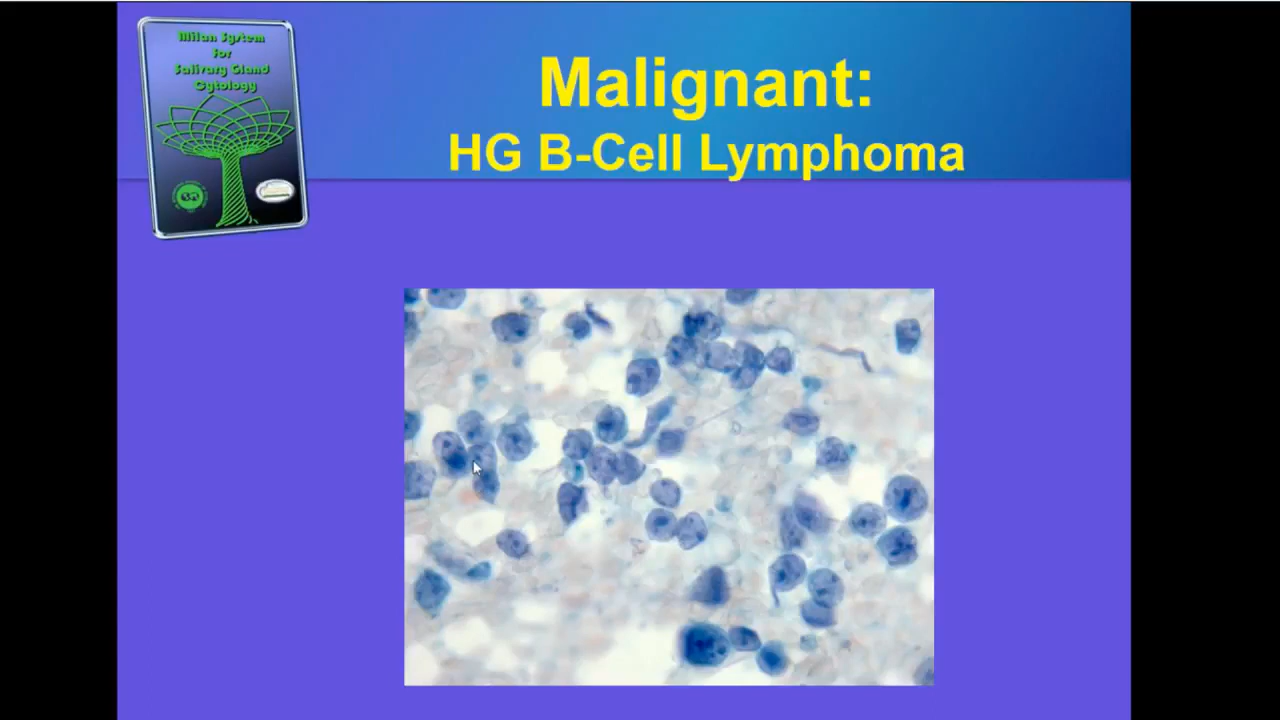 Milan System
For
Salivary Gland
Cytology
Malignant:
HG B-Cell Lymphoma